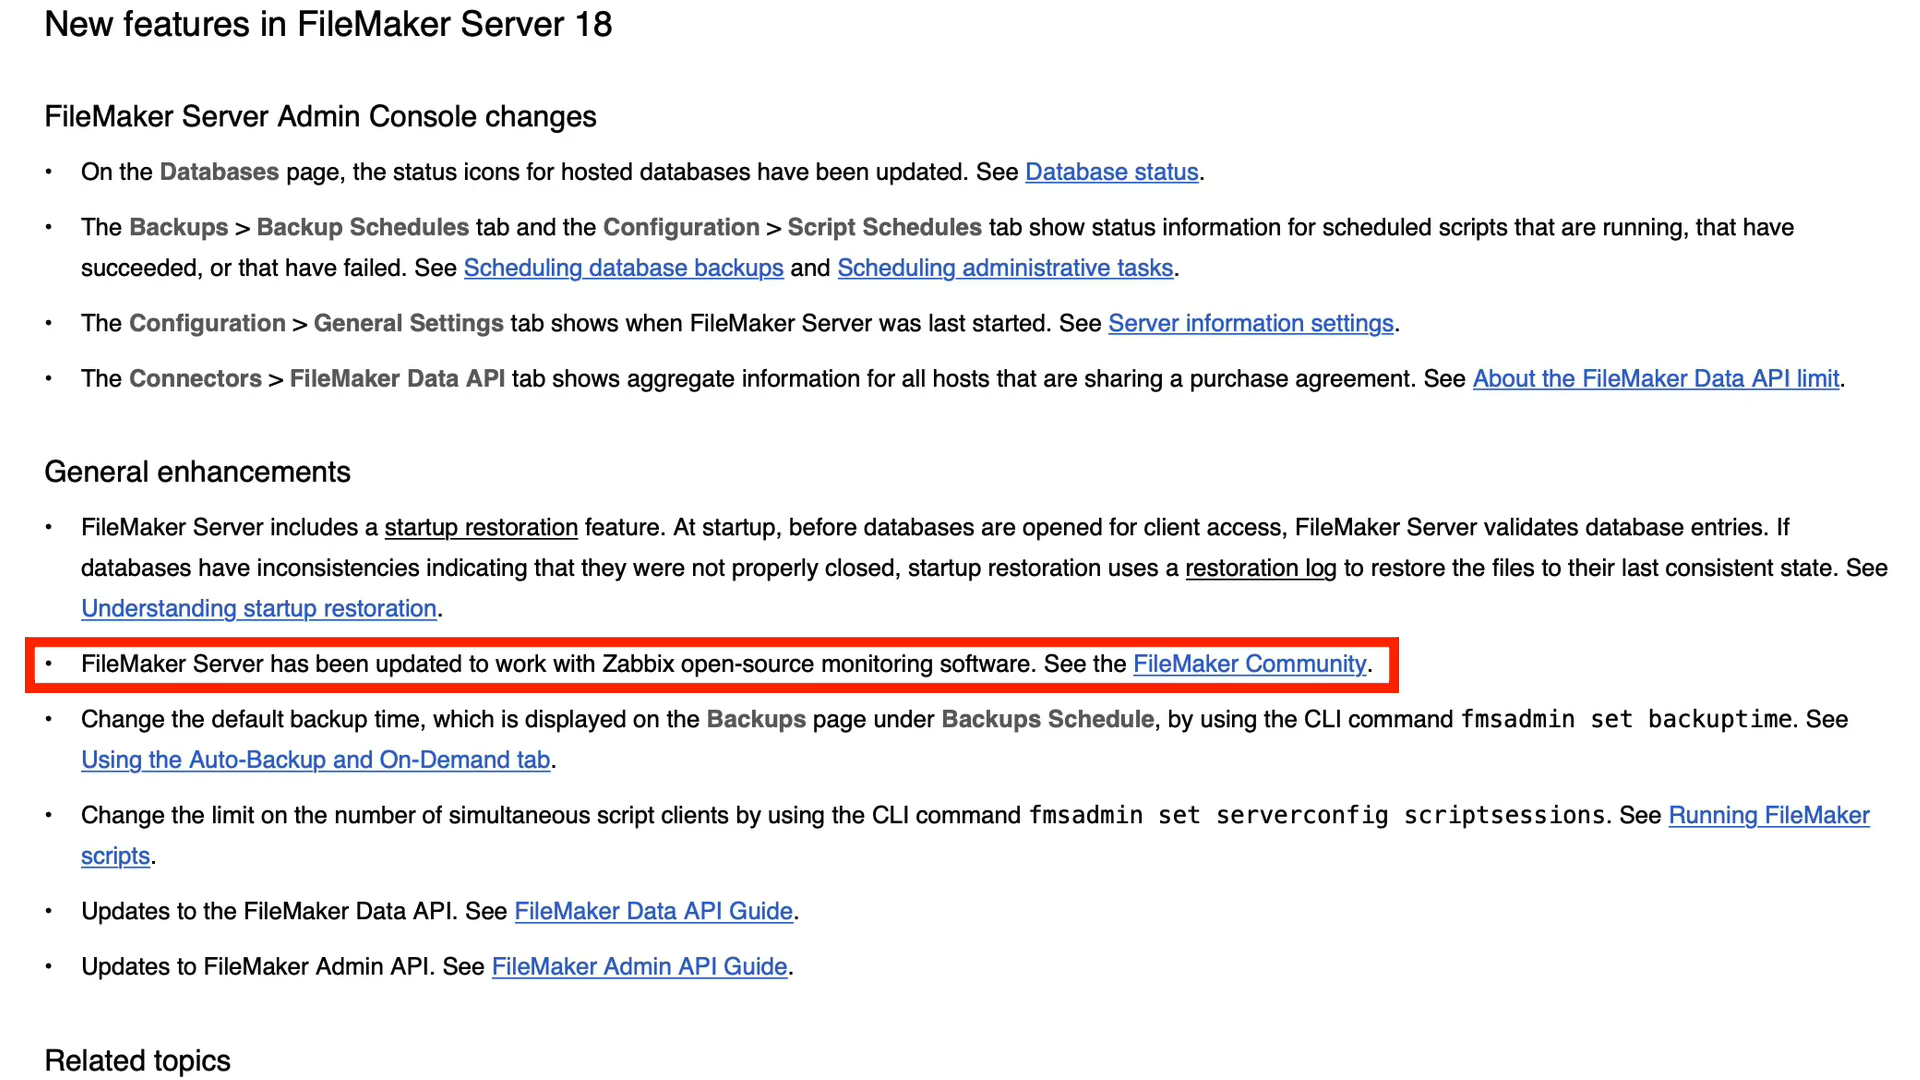 New features in FileMaker Server 18
FileMaker Server Admin Console changes
• On the Databases page, the status icons for hosted databases have been updated. See Database status.
• The Backups > Backup Schedules tab and the Configuration > Script Schedules tab show status information for scheduled scripts that are running, that have
succeeded, or that have failed. See Scheduling database backups and Scheduling administrative tasks.
• The Configuration > General Settings tab shows when FileMaker Server was last started. See Server information settings.
• The Connectors > FileMaker Data API tab shows aggregate information for all hosts that are sharing a purchase agreement. See About the FileMaker Data API limit.
General enhancements
• FileMaker Server includes a startup restoration feature. At startup, before databases are opened for client access, FileMaker Server validates database entries. If
databases have inconsistencies indicating that they were not properly closed, startup restoration uses a restoration log to restore the files to their last consistent state. See
Understanding startup restoration.
• FileMaker Server has been updated to work with Zabbix open-source monitoring software. See the FileMaker Community.
• Change the default backup time, which is displayed on the Backups page under Backups Schedule, by using the CLI command fmsadmin set backuptime. See
Using the Auto-Backup and On-Demand tab.
• Change the limit on the number of simultaneous script clients by using the CLI command fmsadmin set serverconfig scriptsessions. See Running FileMaker
scripts.
• Updates to the FileMaker Data API. See FileMaker Data API Guide.
• Updates to FileMaker Admin API. See FileMaker Admin API Guide.
Related topics